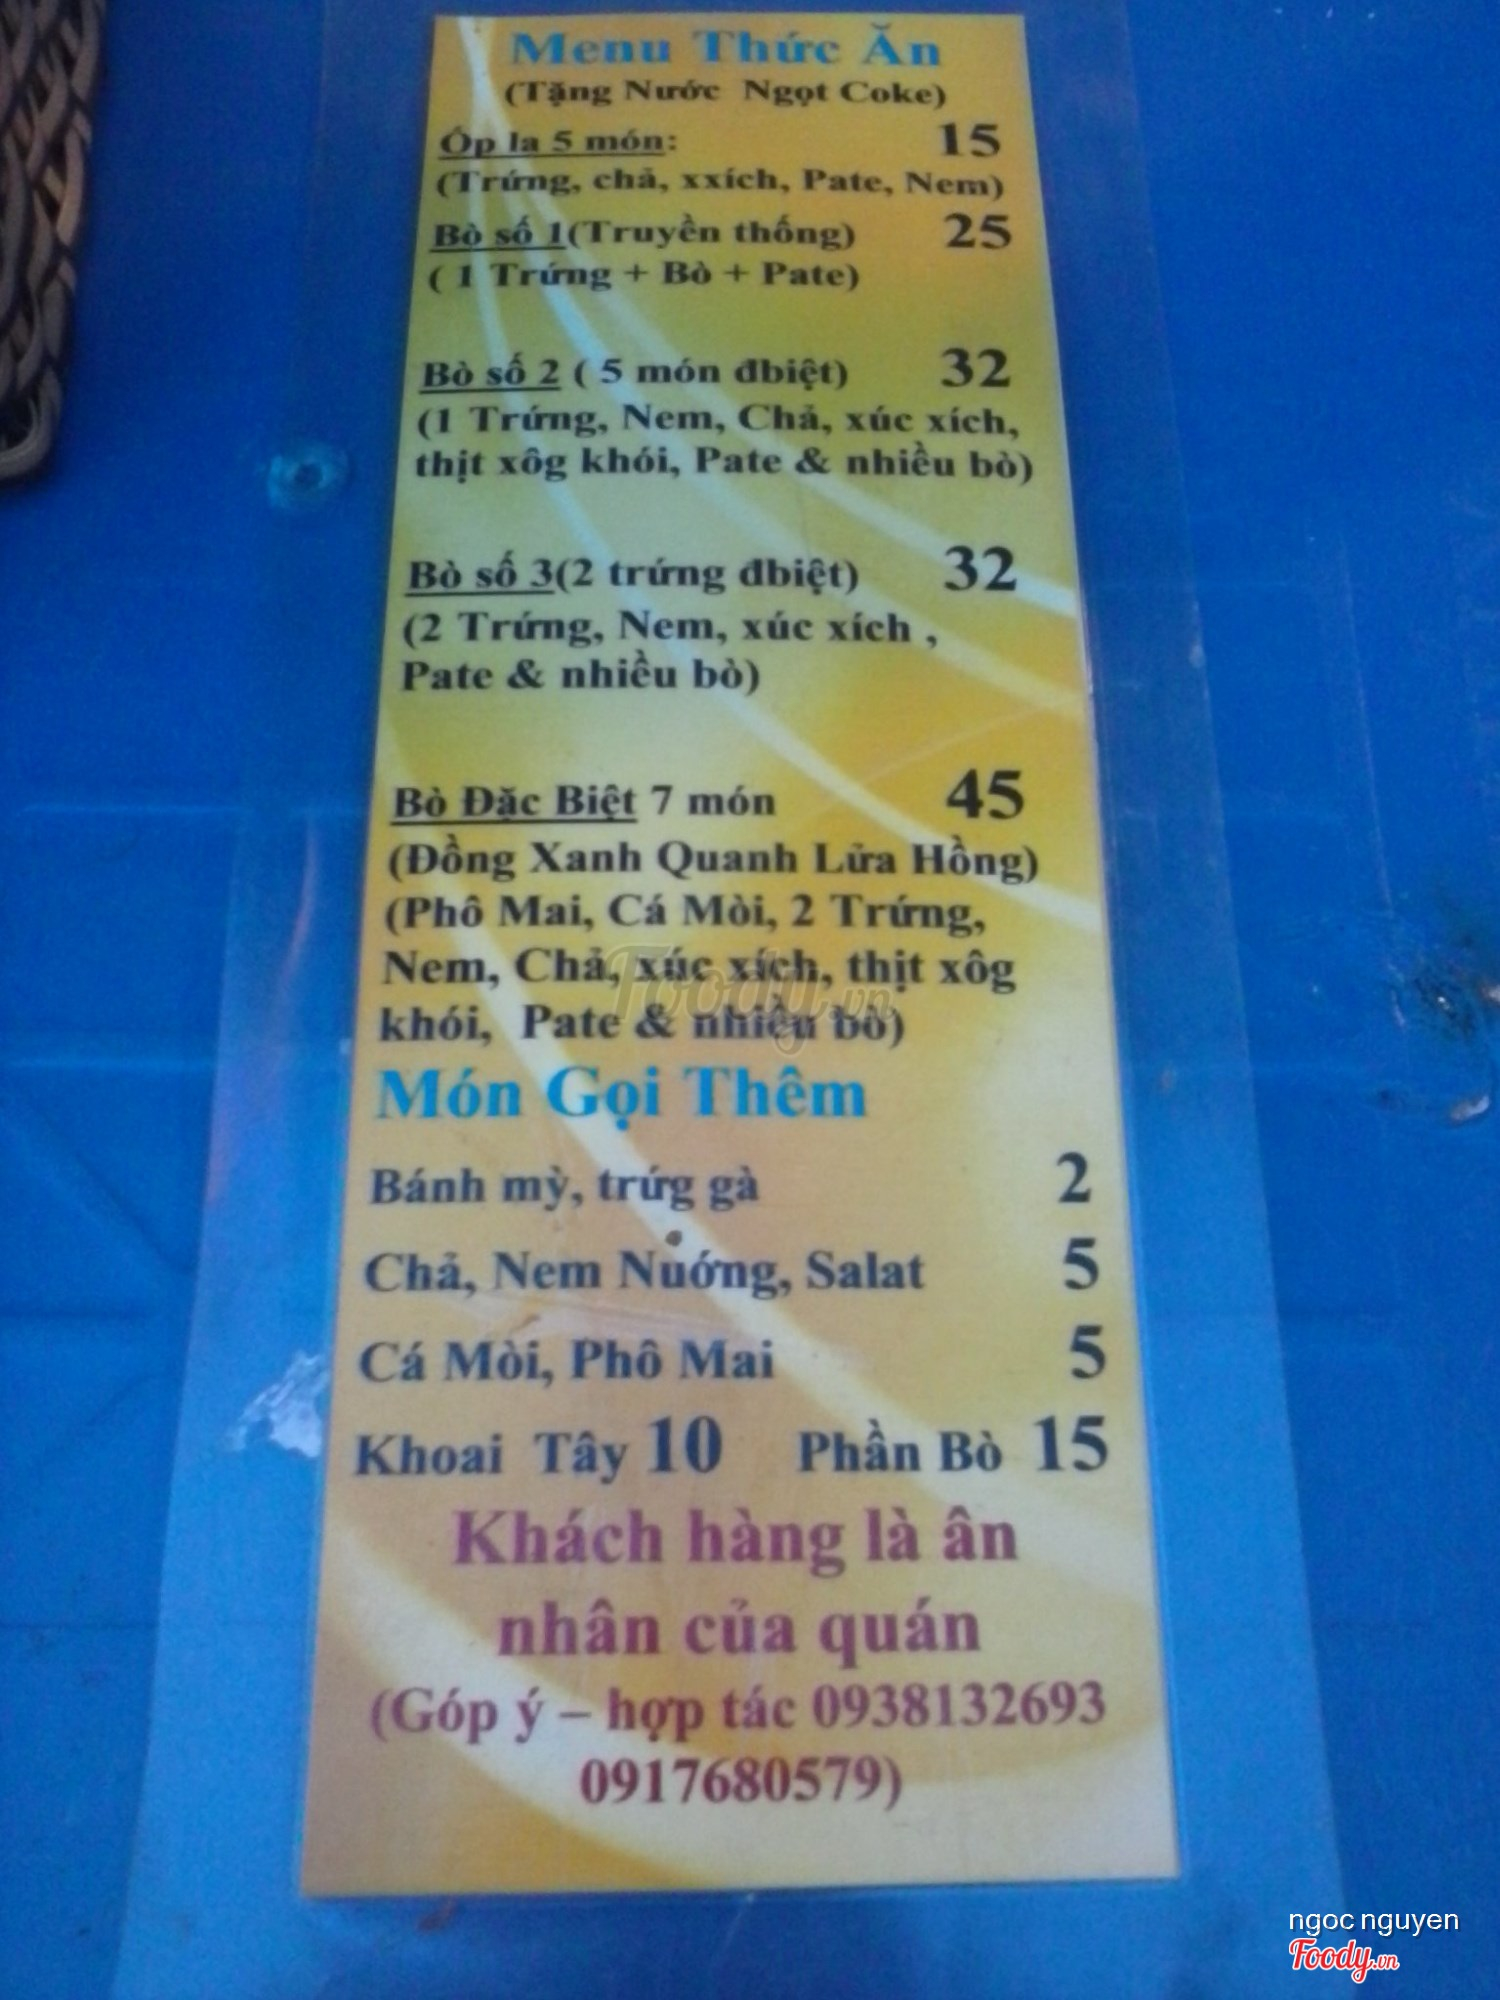 Menu Thức Ăn
(Tặng Nước Ngọt Coke)
Ốp la 5 món: 15
(Trứng, chả, xxích, Pate, Nem)
Bò số 1(Truyền thống) 25
( 1 Trứng + Bò + Pate)
Bò số 2 ( 5 món đbiệt) 32
(1 Trứng, Nem, Chả, xúc xích,
thịt xôg khói, Pate & nhiều bò)
Bò số 3(2 trứng đbiệt) 32
(2 Trứng, Nem, xúc xích ,
Pate & nhiều bò)
Bò Đặc Biệt 7 món 45
(Đồng Xanh Quanh Lửa Hồng)
(Phô Mai, Cá Mòi, 2 Trứng,
Nem, Chả, xúc xích, thịt xôg
khói, Pate & nhiều bò)
Foody.vn
Món Gọi Thêm
Bánh mỳ, trứg gà 2
Chả, Nem Nuớng, Salat 5
Cá Mòi, Phô Mai 5
Khoai Tây 10 Phần Bò 15
Khách hàng là ân
nhân của quán
(Góp ý – hợp tác 0938132693
0917680579)
ngoc nguyen
Foody.vn